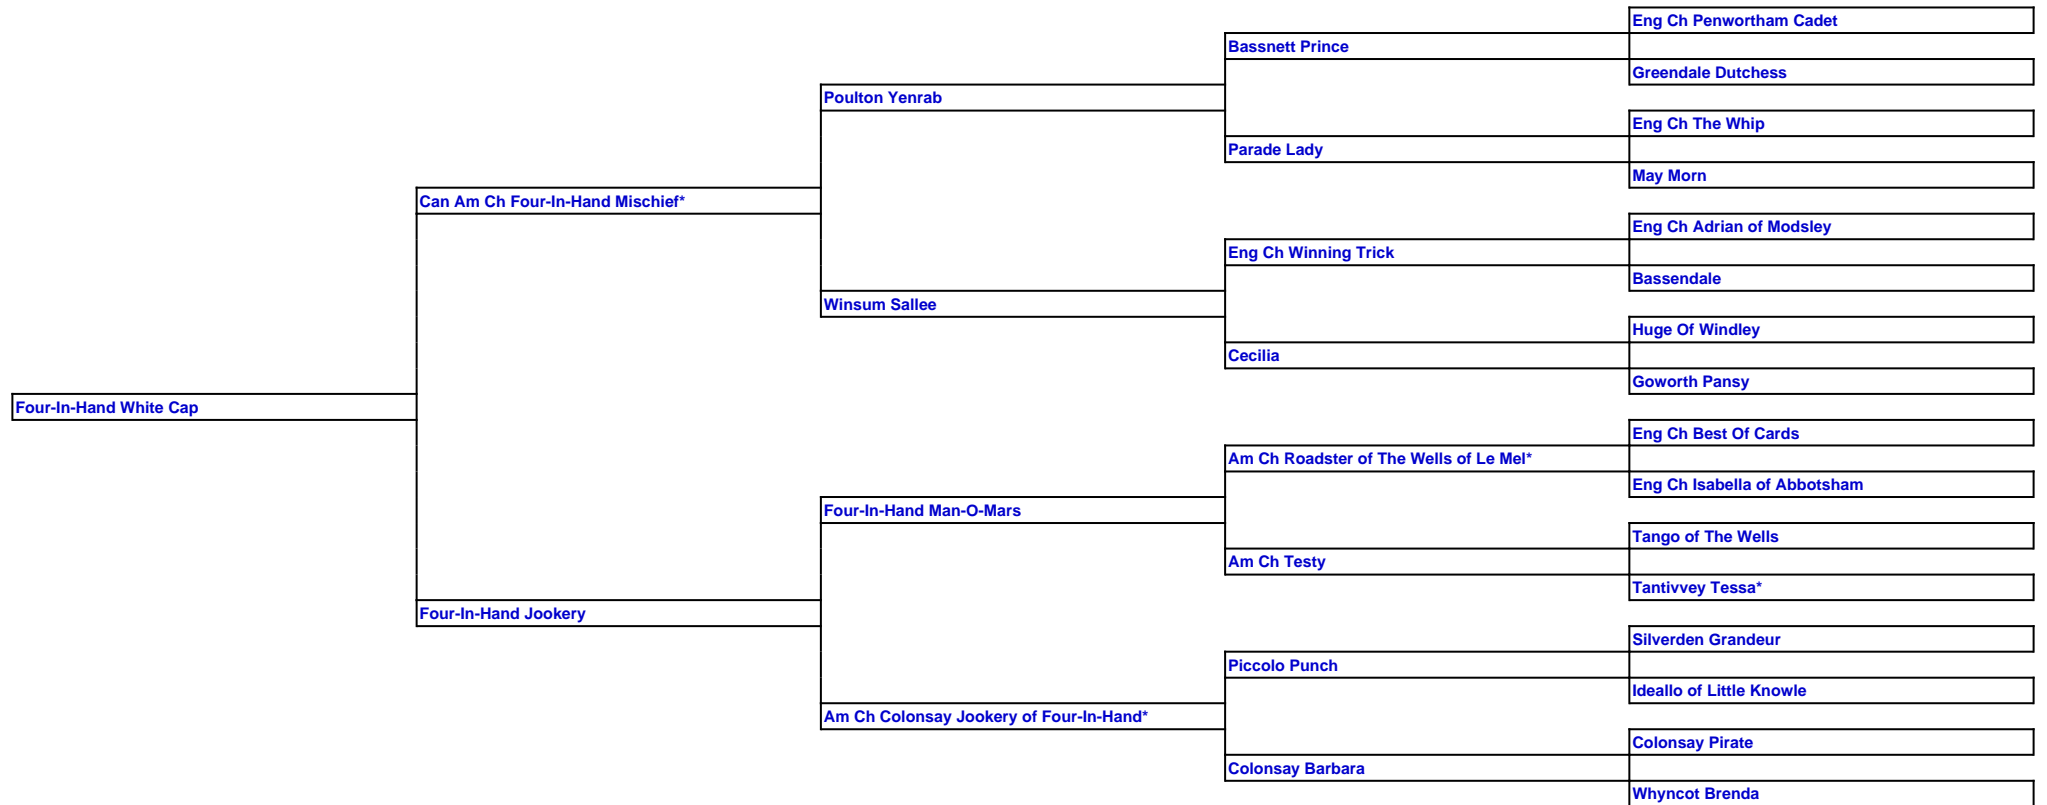 Eng Ch Penwortham Cadet
Bassnett Prince
Greendale Dutchess
Poulton Yenrab
Eng Ch The Whip
Parade Lady
May Morn
Can Am Ch Four-In-Hand Mischief*
Eng Ch Adrian of Modsley
Eng Ch Winning Trick
Bassendale
Winsum Sallee
Huge Of Windley
Cecilia
Goworth Pansy
Four-In-Hand White Cap
Eng Ch Best Of Cards
Am Ch Roadster of The Wells of Le Mel*
Eng Ch Isabella of Abbotsham
Four-In-Hand Man-O-Mars
Tango of The Wells
Am Ch Testy
Tantivvey Tessa*
Four-In-Hand Jookery
Silverden Grandeur
Piccolo Punch
Ideallo of Little Knowle
Am Ch Colonsay Jookery of Four-In-Hand*
Colonsay Pirate
Colonsay Barbara
Whyncot Brenda